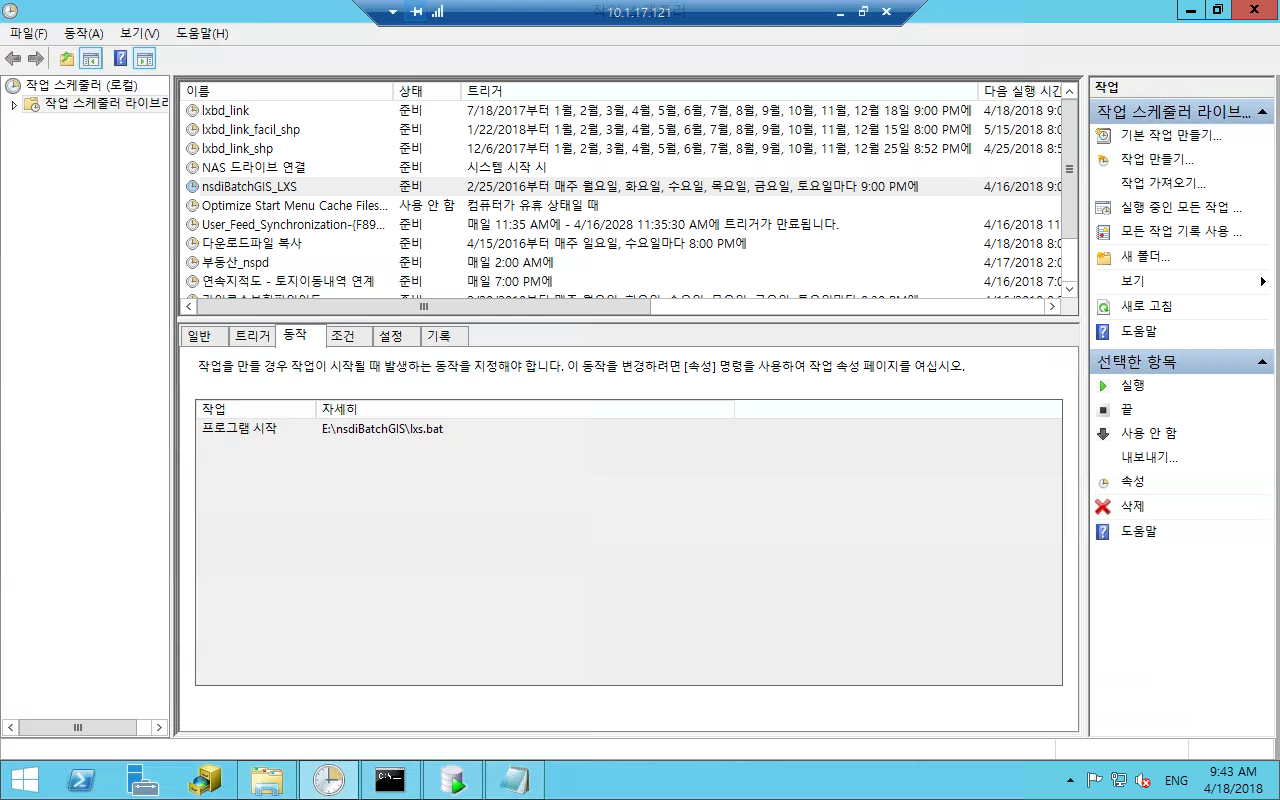 10.1.17.121
파일(F) 동작(A) 보기(V) 도움말(H)
작업 스케줄러 (로컬)
작업 스케줄러 라이브러
이름 상태 트리거 다음 실행 시간
lxbd_link 준비 7/18/2017부터 1월, 2월, 3월, 4월, 5월, 6월, 7월, 8월, 9월, 10월, 11월, 12월 18일 9:00 PM에 4/18/2018 9:0
lxbd_link_facil_shp 준비 1/22/2018부터 1월, 2월, 3월, 4월, 5월, 6월, 7월, 8월, 9월, 10월, 11월, 12월 15일 8:00 PM에 5/15/2018 8:0
lxbd_link_shp 준비 12/6/2017부터 1월, 2월, 3월, 4월, 5월, 6월, 7월, 8월, 9월, 10월, 11월, 12월 25일 8:52 PM에 4/25/2018 8:5
NAS 드라이브 연결 준비 시스템 시작 시
nsdiBatchGIS_LXS 준비 2/25/2016부터 매주 월요일, 화요일, 수요일, 목요일, 금요일, 토요일마다 9:00 PM에 4/16/2018 9:0
Optimize Start Menu Cache Files... 사용 안 함 컴퓨터가 유휴 상태일 때
User_Feed_Synchronization-{F89... 준비 매일 11:35 AM에 - 4/16/2028 11:35:30 AM에 트리거가 만료됩니다. 4/16/2018 11
다운로드파일 복사 준비 4/15/2016부터 매주 일요일, 수요일마다 8:00 PM에 4/18/2018 8:0
부동산_nspd 준비 매일 2:00 AM에 4/17/2018 2:0
연속지적도 - 토지이동내역 연계 준비 매일 7:00 PM에 4/16/2018 7:0
일반 트리거 동작 조건 설정 기록
작업을 만들 경우 작업이 시작될 때 발생하는 동작을 지정해야 합니다. 이 동작을 변경하려면 [속성] 명령을 사용하여 작업 속성 페이지를 여십시오.
작업 자세히
프로그램 시작 E:\nsdiBatchGIS\lxs.bat
작업
작업 스케줄러 라이브...
기본 작업 만들기...
작업 만들기...
작업 가져오기...
실행 중인 모든 작업 ...
모든 작업 기록 사용 ...
새 폴더...
보기
새로 고침
도움말
선택한 항목
실행
끝
사용 안 함
내보내기...
속성
삭제
도움말
ENG
9:43 AM
4/18/2018